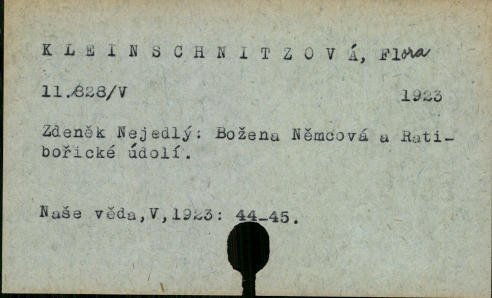 K L E I N S C H N I T Z O V Á, Flora
11.828/V 1923
Zdeněk Nejedlý: Božena Němcová a Rati-
bořické údolí.
Naše věda,V,1923: 44-45.